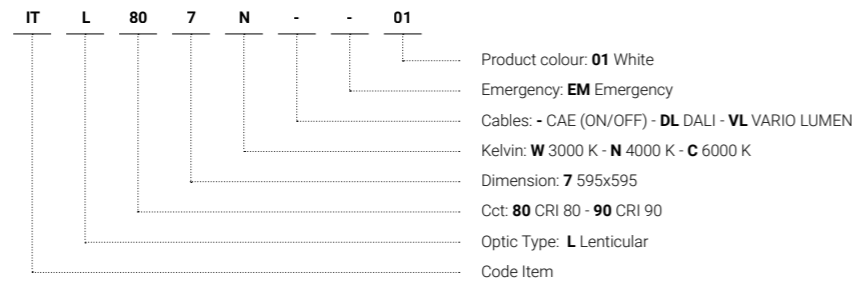 IT L 80 7 N - - 01
Product colour: 01 White
Emergency: EM Emergency
Cables: - CAE (ON/OFF) - DL DALI - VL VARIO LUMEN
Kelvin: W 3000 K - N 4000 K - C 6000 K
Dimension: 7 595x595
Cct: 80 CRI 80 - 90 CRI 90
Optic Type: L Lenticular
Code Item